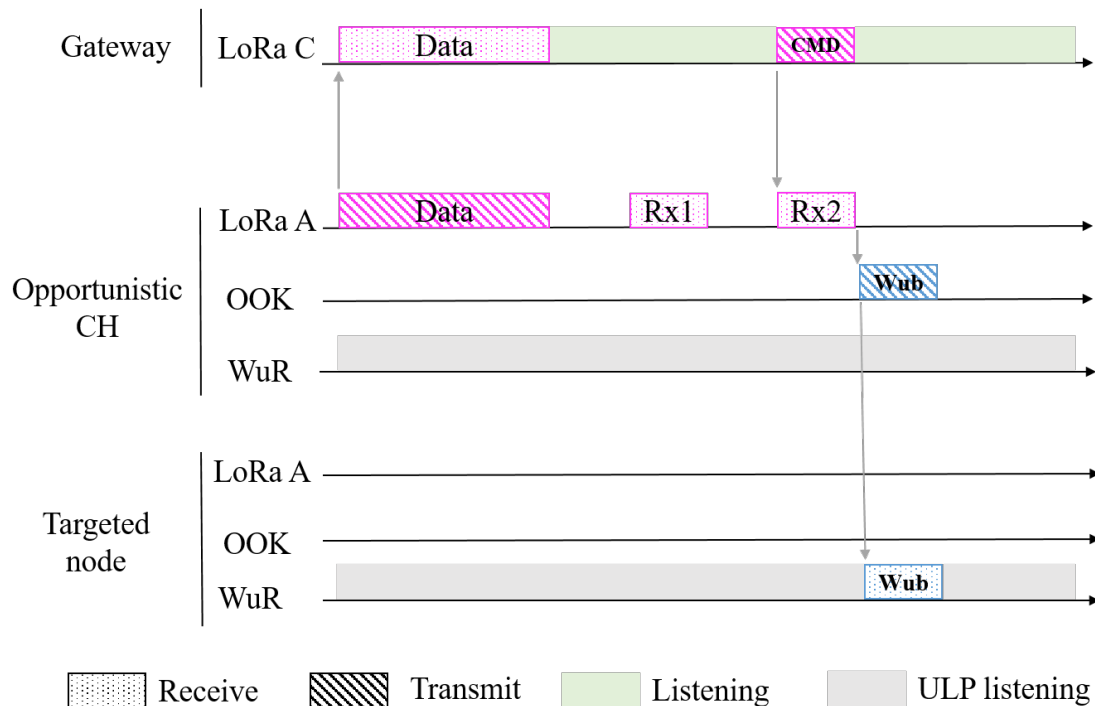 Gateway
LoRa C
Data
CMD
LoRa A
Data
Rx1
Rx2
Opportunistic
CH
OOK
Wub
WuR
Targeted
node
LoRa A
OOK
WuR
Wub
Receive
Transmit
Listening
ULP listening